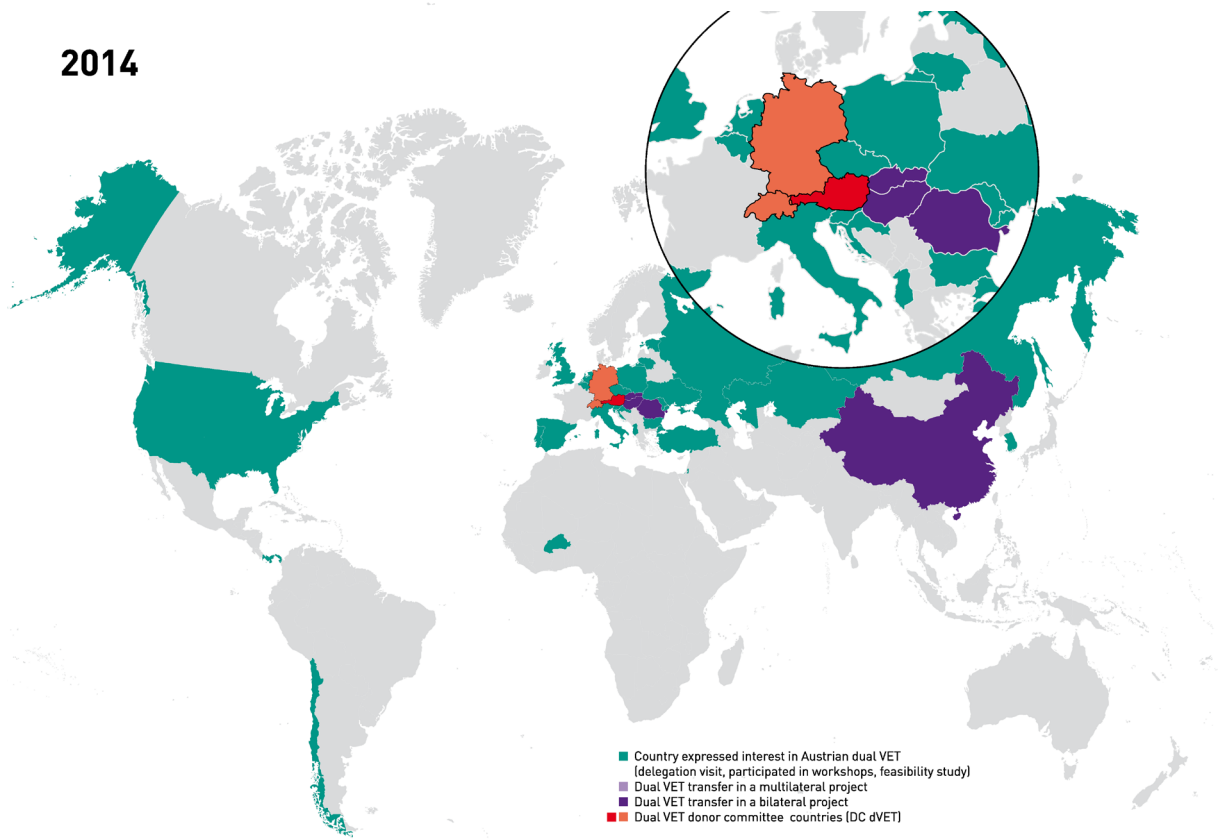 2014
Country expressed interest in Austrian dual VET
(delegation visit, participated in workshops, feasibility study)
Dual VET transfer in a multilateral project
Dual VET transfer in a bilateral project
Dual VET donor committee countries (DC dVET)